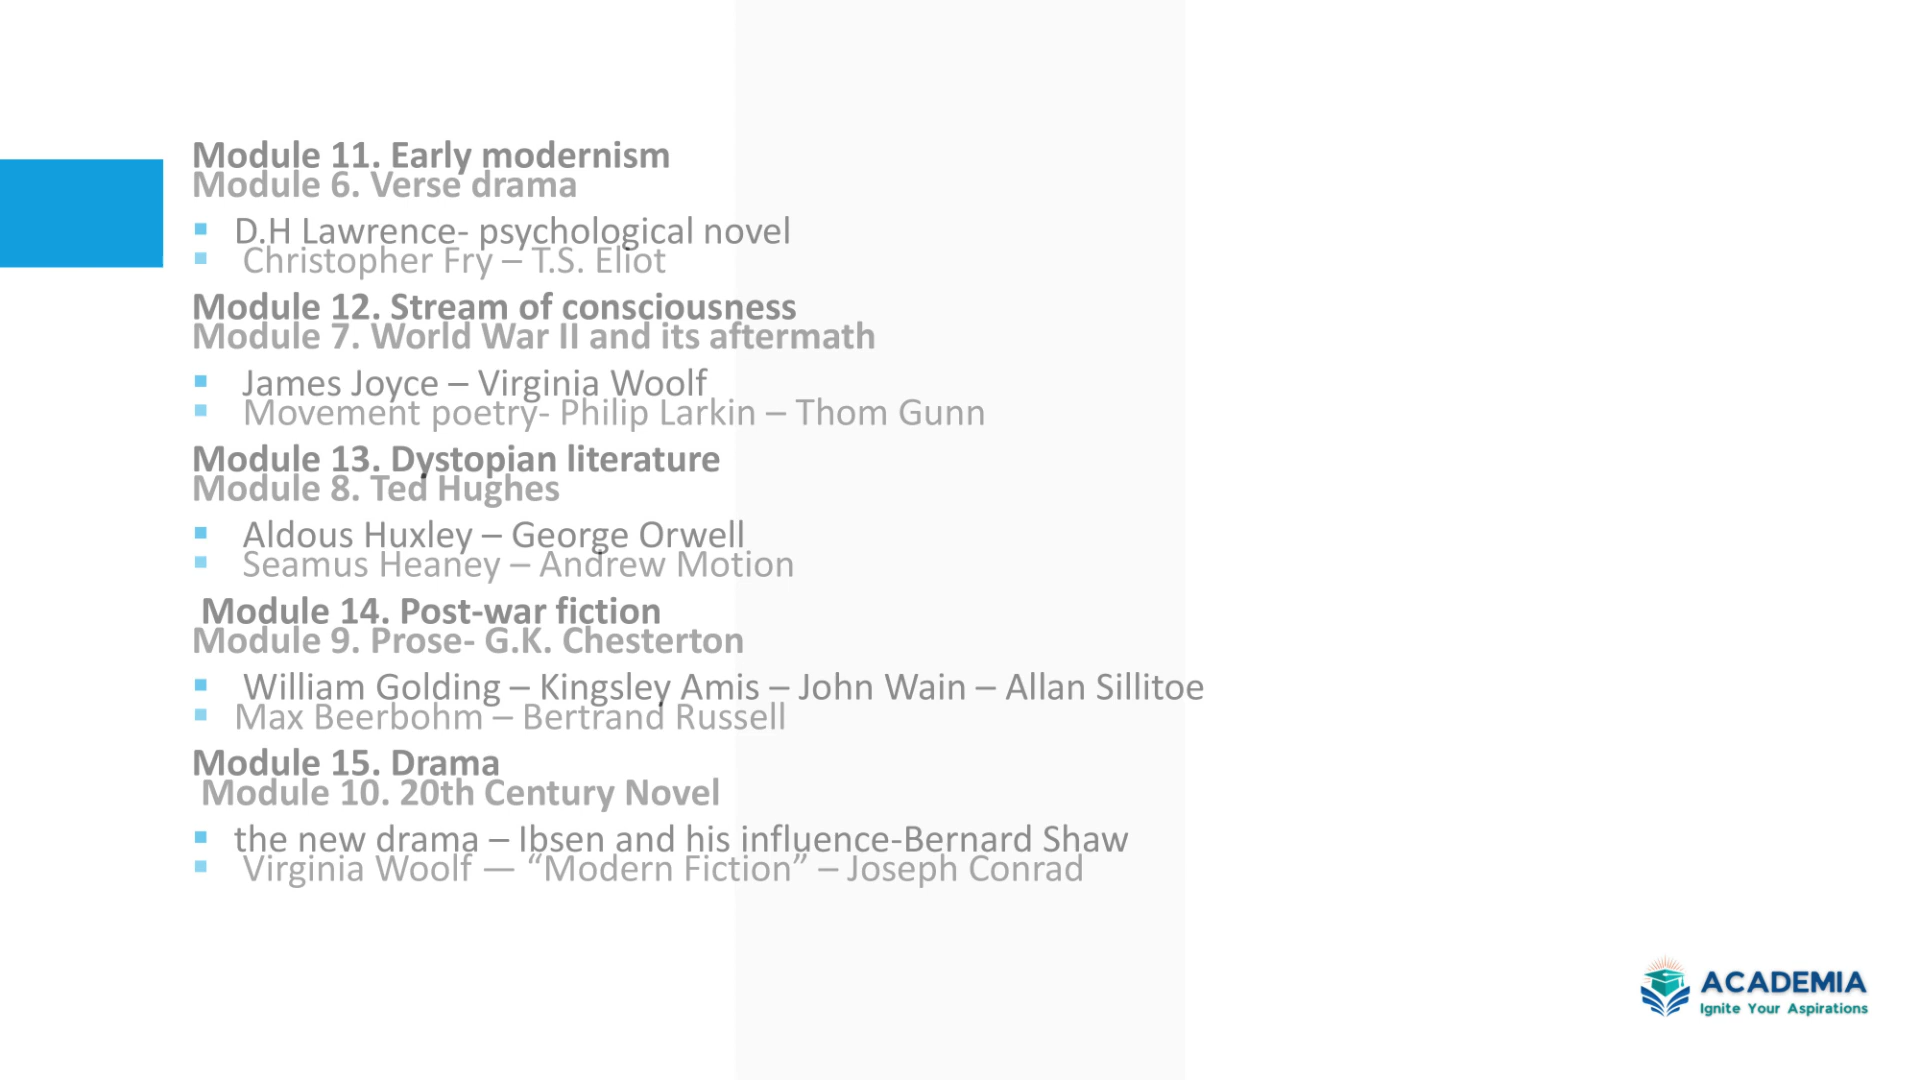 Module 11. Early modernism
Module 6. Verse drama
D.H Lawrence- psychological novel
Christopher Fry – T.S. Eliot
Module 12. Stream of consciousness
Module 7. World War II and its aftermath
James Joyce – Virginia Woolf
Movement poetry- Philip Larkin – Thom Gunn
Module 13. Dystopian literature
Module 8. Ted Hughes
Aldous Huxley – George Orwell
Seamus Heaney – Andrew Motion
Module 14. Post-war fiction
Module 9. Prose- G.K. Chesterton
William Golding – Kingsley Amis – John Wain – Allan Sillitoe
Max Beerbohm – Bertrand Russell
Module 15. Drama
Module 10. 20th Century Novel
the new drama – Ibsen and his influence-Bernard Shaw
Virginia Woolf — “Modern Fiction” – Joseph Conrad
ACADEMIA
Ignite Your Aspirations